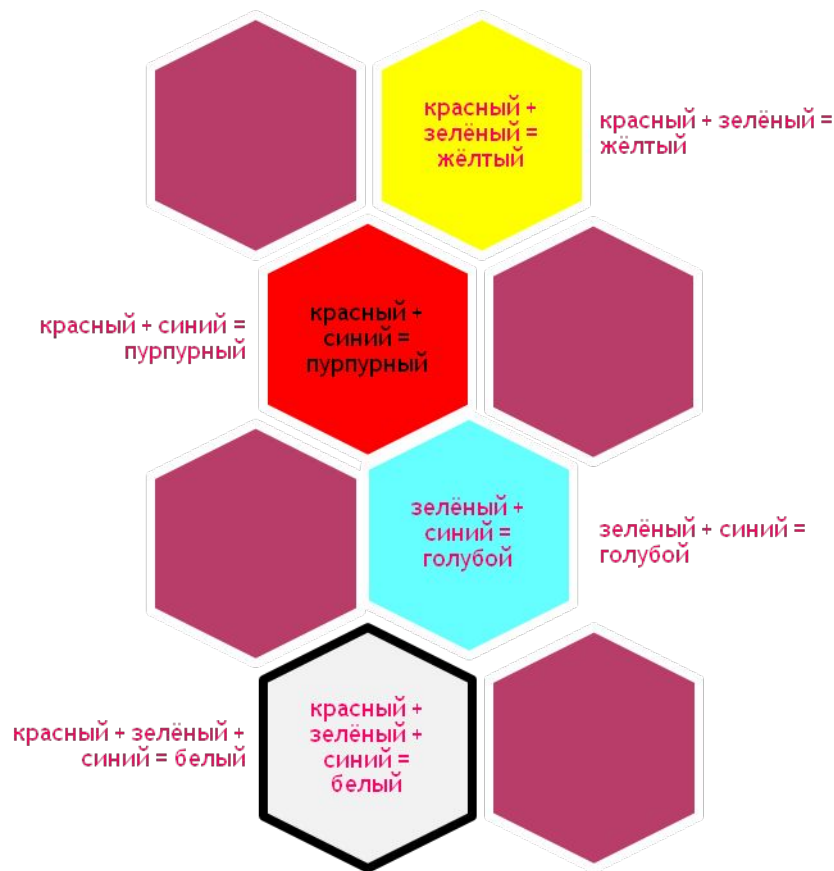 красный +
зелёный =
жёлтый
красный + зелёный =
жёлтый
красный + синий =
пурпурный
красный +
синий =
пурпурный
зелёный +
синий =
голубой
зелёный + синий =
голубой
красный + зелёный +
синий = белый
красный +
зелёный +
синий =
белый